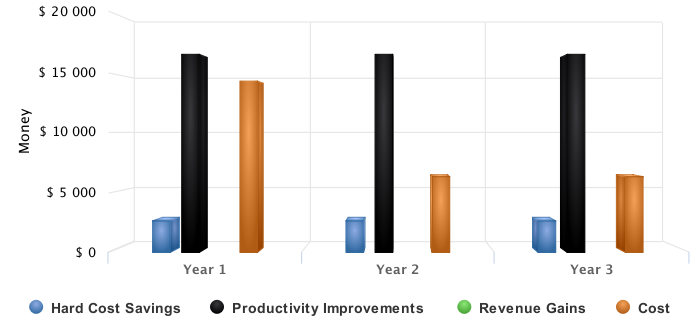 $ 20 000
$ 15 000
$ 10 000
$ 5 000
$ 0
Money
Year 1 Year 2 Year 3
Hard Cost Savings Productivity Improvements Revenue Gains Cost